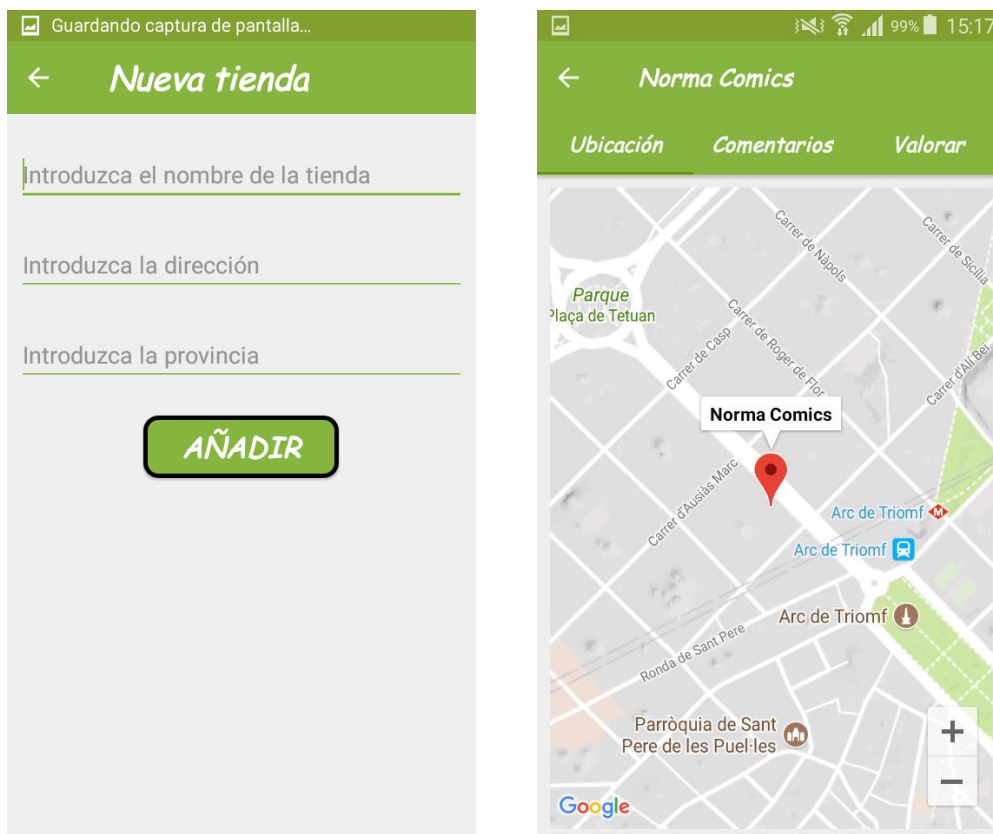 Guardando captura de pantalla...
Nueva tienda
Introduzca el nombre de la tienda
Introduzca la dirección
Introduzca la provincia
AÑADIR
99% 15:17
Norma Comics
Ubicación Comentarios Valorar
Carrer de Nàpols
Carrer de Sicília
Parque
Plaça de Tetuan
Carrer de Casp
Carrer de Roger de Flor
Carrer d'Alí Bei
Norma Comics
Carrer d'Ausiàs Marc
Arc de Triomf
Arc de Triomf
Arc de Triomf
Ronda de Sant Pere
Parròquia de Sant
Pere de les Puel·les
+
−
Google